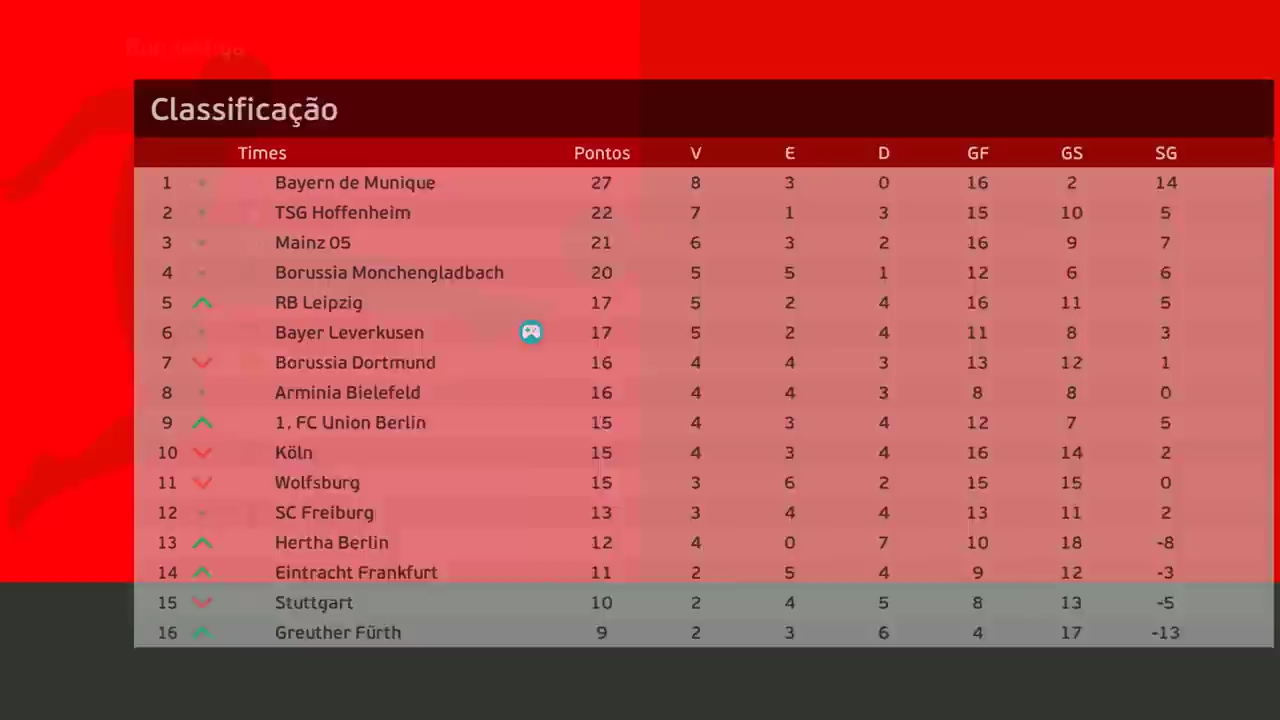 Classificação
Times Pontos V E D GF GS SG
1 Bayern de Munique 27 8 3 0 16 2 14
2 TSG Hoffenheim 22 7 1 3 15 10 5
3 Mainz 05 21 6 3 2 16 9 7
4 Borussia Monchengladbach 20 5 5 1 12 6 6
5 RB Leipzig 17 5 2 4 16 11 5
6 Bayer Leverkusen 17 5 2 4 11 8 3
7 Borussia Dortmund 16 4 4 3 13 12 1
8 Arminia Bielefeld 16 4 4 3 8 8 0
9 1. FC Union Berlin 15 4 3 4 12 7 5
10 Köln 15 4 3 4 16 14 2
11 Wolfsburg 15 3 6 2 15 15 0
12 SC Freiburg 13 3 4 4 13 11 2
13 Hertha Berlin 12 4 0 7 10 18 -8
14 Eintracht Frankfurt 11 2 5 4 9 12 -3
15 Stuttgart 10 2 4 5 8 13 -5
16 Greuther Fürth 9 2 3 6 4 17 -13